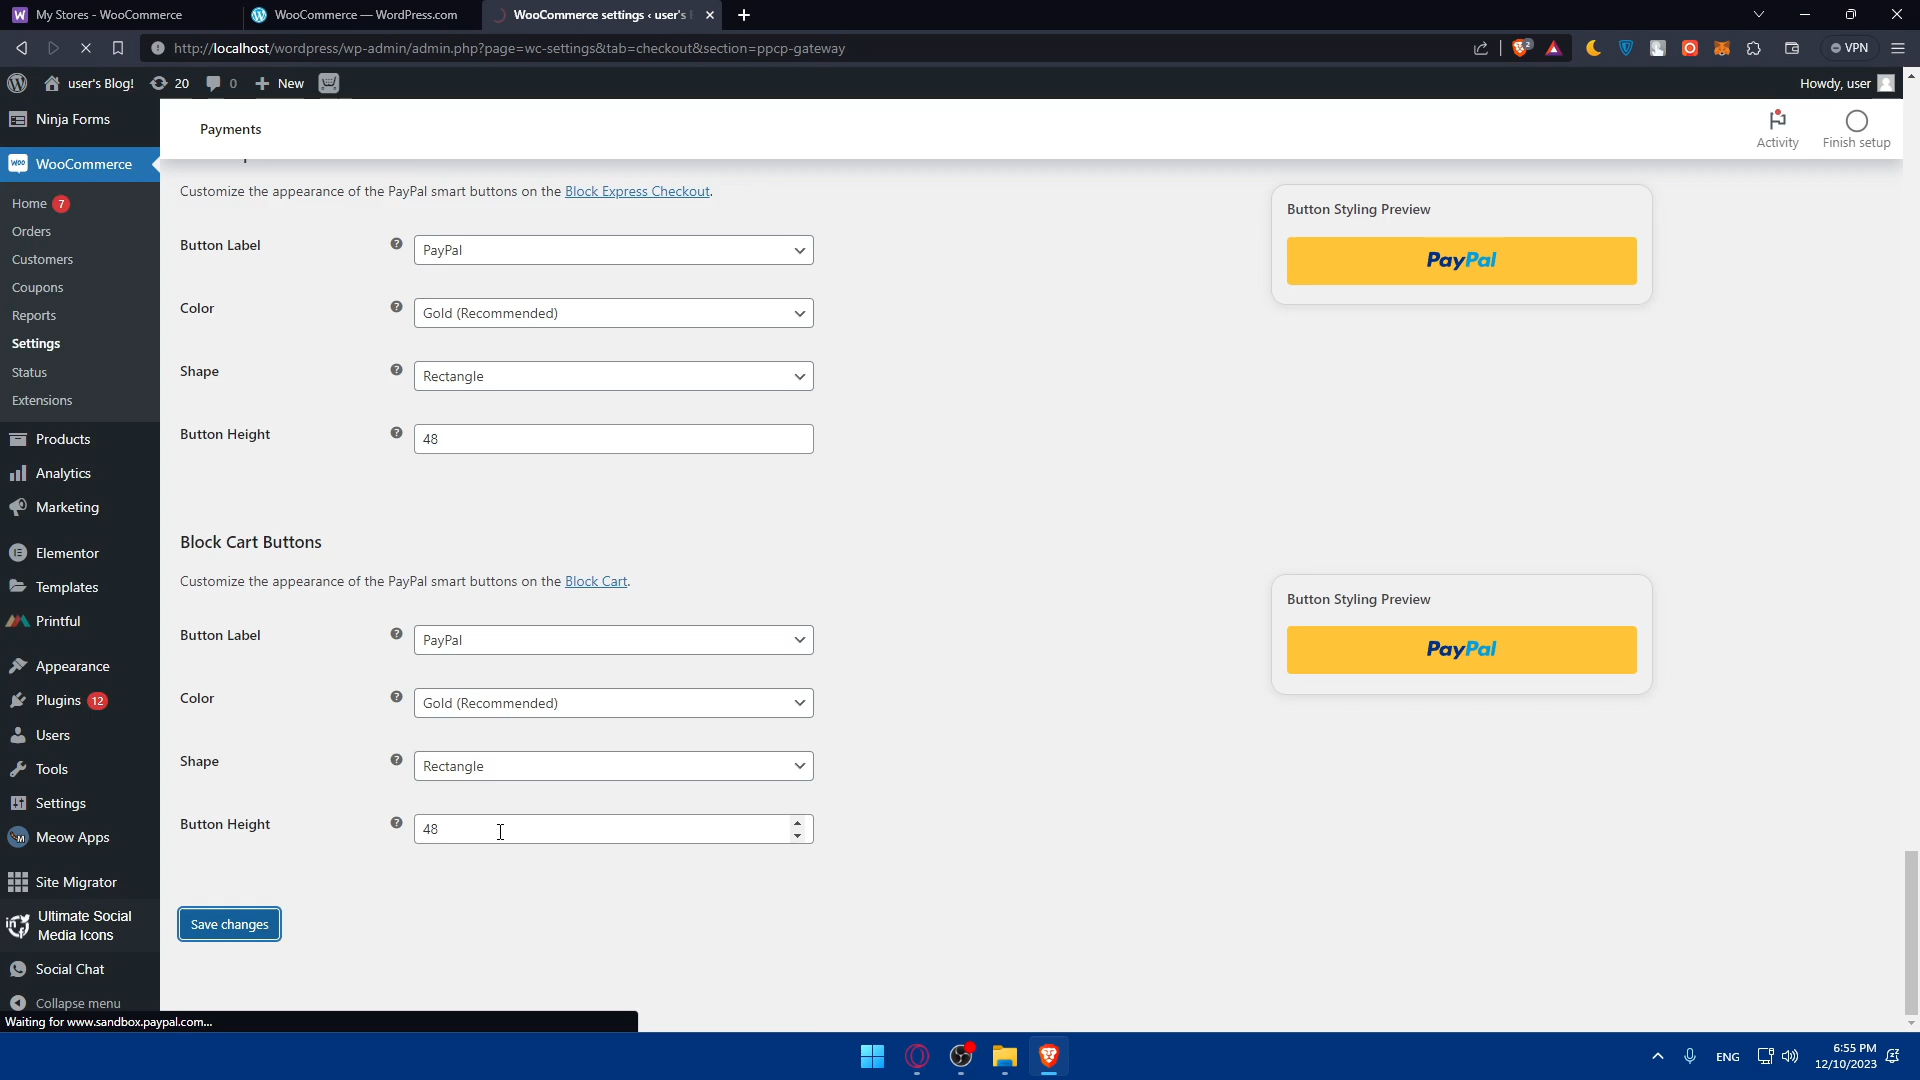 My Stores - WooCommerce
WooCommerce — WordPress.com
WooCommerce settings ‹ user's
http://localhost/wordpress/wp-admin/admin.php?page=wc-settings&tab=checkout&section=ppcp-gateway
2
VPN
user's Blog!
20
0
New
Howdy, user
Ninja Forms
Payments
Activity
Finish setup
WooCommerce
Home 7
Orders
Customers
Coupons
Reports
Settings
Status
Extensions
Products
Analytics
Marketing
Elementor
Templates
Printful
Appearance
Plugins 12
Users
Tools
Settings
Meow Apps
Site Migrator
Ultimate Social
Media Icons
Social Chat
Collapse menu
Customize the appearance of the PayPal smart buttons on the Block Express Checkout.
Button Label
PayPal
Color
Gold (Recommended)
Shape
Rectangle
Button Height
48
Button Styling Preview
PayPal
Block Cart Buttons
Customize the appearance of the PayPal smart buttons on the Block Cart.
Button Label
PayPal
Color
Gold (Recommended)
Shape
Rectangle
Button Height
48
Button Styling Preview
PayPal
Save changes
Waiting for www.sandbox.paypal.com...
ENG
6:55 PM
12/10/2023